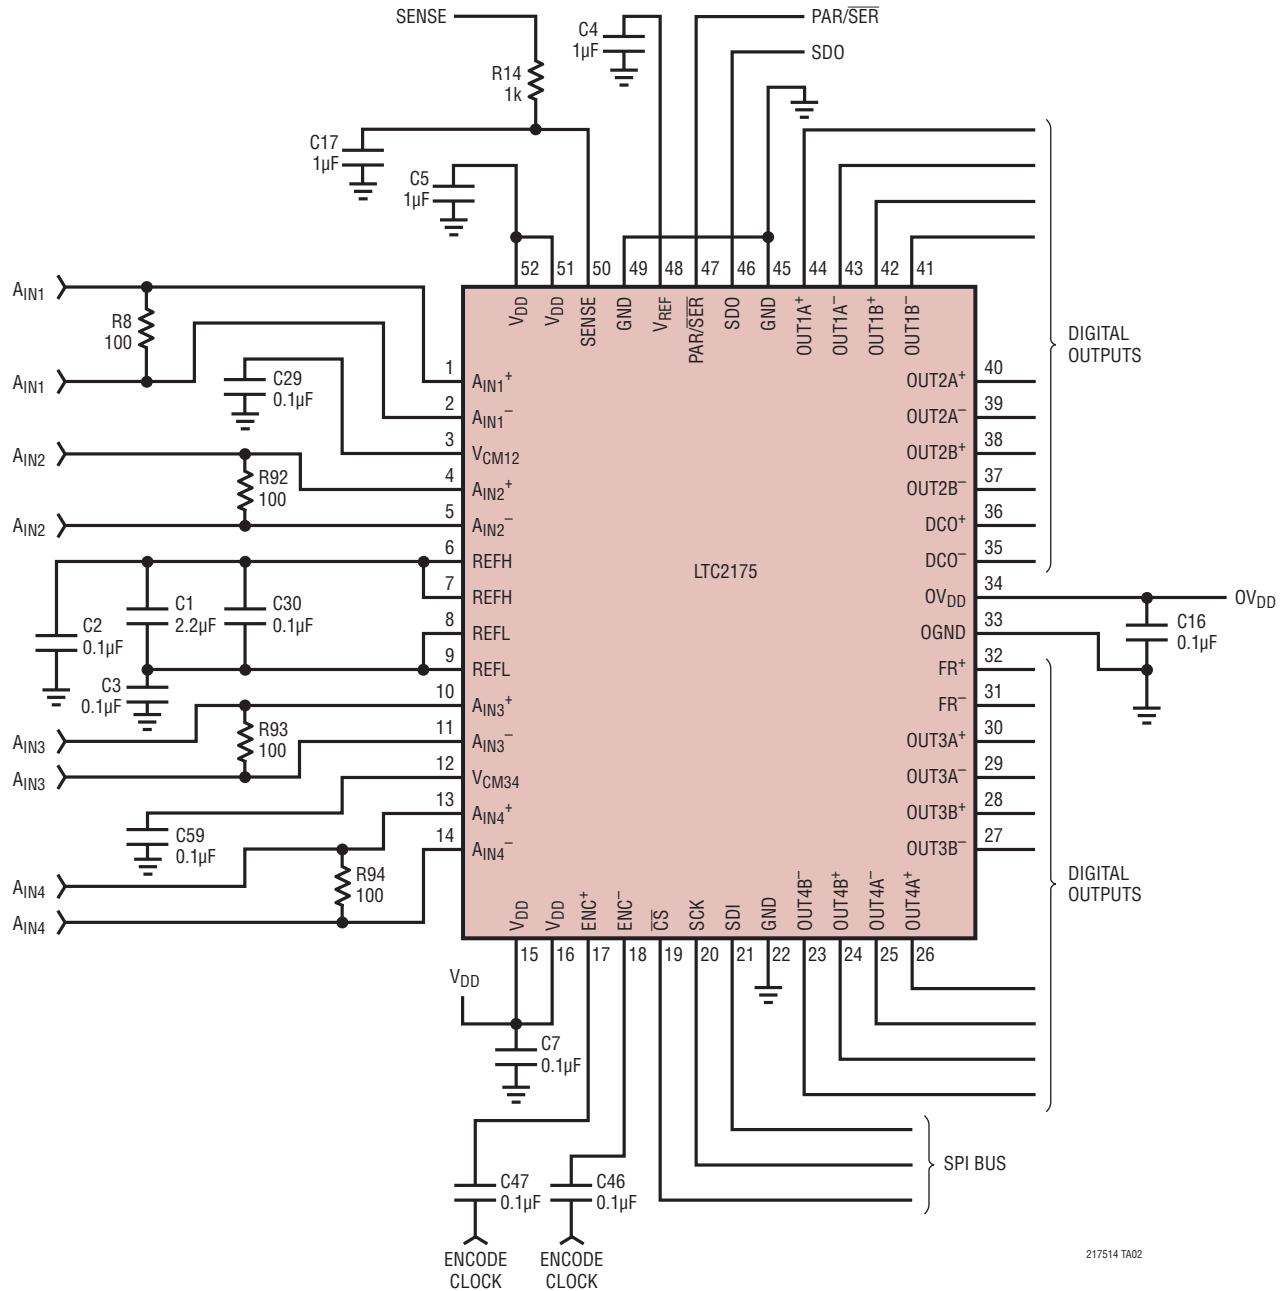 SENSE
R14
1k
C4
1µF
PAR/SER
SDO
C17
1µF
C5
1µF
52 51 50 49 48 47 46 45 44 43 42 41
VDD VDD SENSE GND VREF PAR/SER SDO GND OUT1A+ OUT1A– OUT1B+ OUT1B–
DIGITAL
OUTPUTS
AIN1
R8
100
AIN1
C29
0.1µF
AIN2
R92
100
AIN2
C2
0.1µF
C1
2.2µF
C30
0.1µF
C3
0.1µF
AIN3
R93
100
AIN3
C59
0.1µF
AIN4
R94
100
AIN4
1 AIN1+
2 AIN1–
3 VCM12
4 AIN2+
5 AIN2–
6 REFH
7 REFH
8 REFL
9 REFL
10 AIN3+
11 AIN3–
12 VCM34
13 AIN4+
14 AIN4–
LTC2175
OUT2A+ 40
OUT2A– 39
OUT2B+ 38
OUT2B– 37
DCO+ 36
DCO– 35
OVDD 34
OGND 33
FR+ 32
FR– 31
OUT3A+ 30
OUT3A– 29
OUT3B+ 28
OUT3B– 27
OVDD
C16
0.1µF
DIGITAL
OUTPUTS
VDD VDD ENC+ ENC– CS SCK SDI GND OUT4B– OUT4B+ OUT4A– OUT4A+
15 16 17 18 19 20 21 22 23 24 25 26
VDD
C7
0.1µF
C47
0.1µF
C46
0.1µF
SPI BUS
ENCODE
CLOCK
ENCODE
CLOCK
217514 TA02